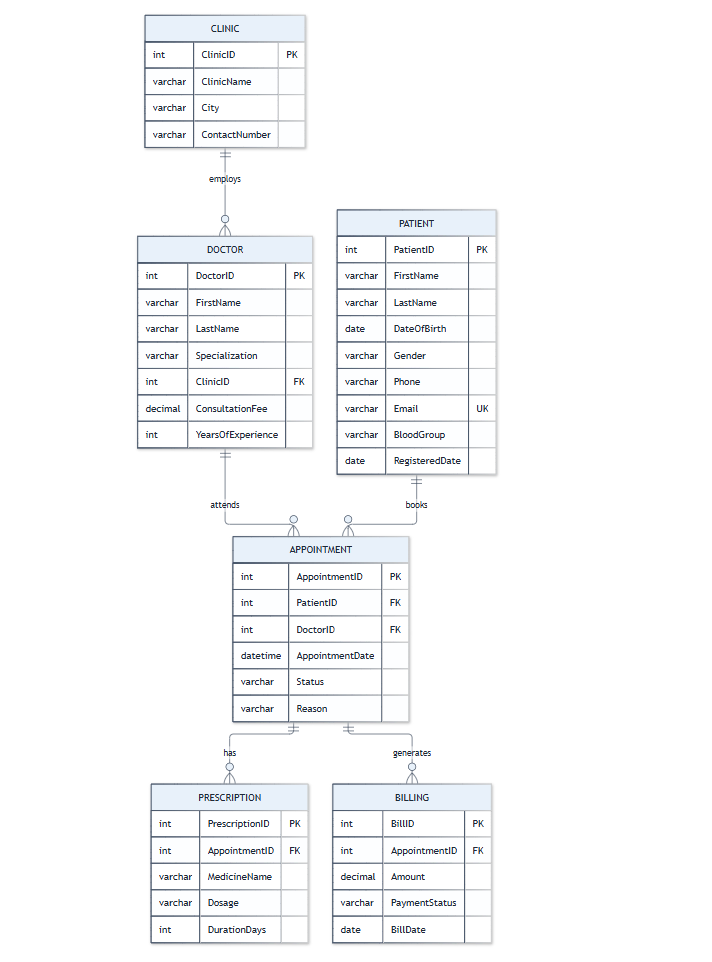 CLINIC
int ClinicID PK
varchar ClinicName
varchar City
varchar ContactNumber
employs
DOCTOR
int DoctorID PK
varchar FirstName
varchar LastName
varchar Specialization
int ClinicID FK
decimal ConsultationFee
int YearsOfExperience
PATIENT
int PatientID PK
varchar FirstName
varchar LastName
date DateOfBirth
varchar Gender
varchar Phone
varchar Email UK
varchar BloodGroup
date RegisteredDate
attends
books
APPOINTMENT
int AppointmentID PK
int PatientID FK
int DoctorID FK
datetime AppointmentDate
varchar Status
varchar Reason
has
generates
PRESCRIPTION
int PrescriptionID PK
int AppointmentID FK
varchar MedicineName
varchar Dosage
int DurationDays
BILLING
int BillID PK
int AppointmentID FK
decimal Amount
varchar PaymentStatus
date BillDate